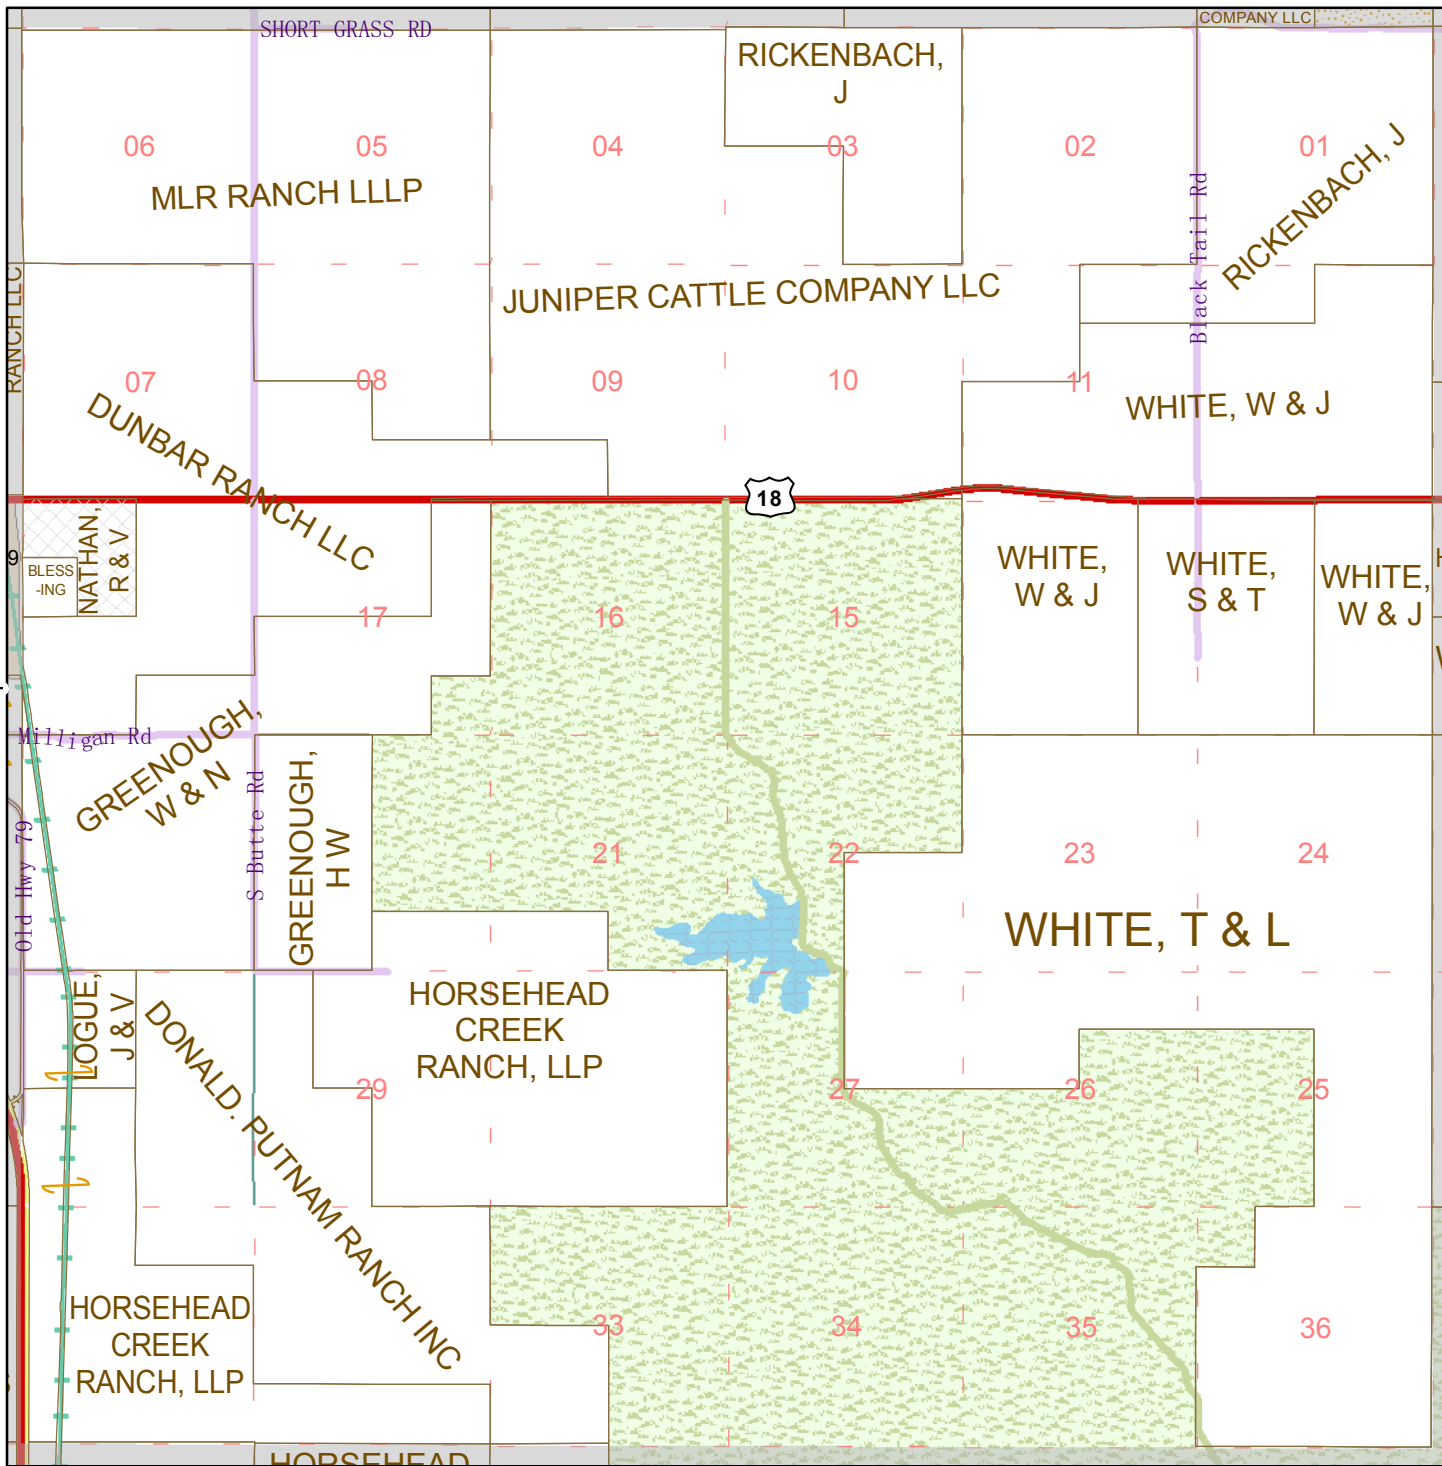 SHORT GRASS RD
COMPANY LLC
RICKENBACH,
J
06
05
04
03
02
01
MLR RANCH LLLP
RICKENBACH, J
Black Tail Rd
RANCH LLC
JUNIPER CATTLE COMPANY LLC
07
08
09
10
11
DUNBAR RANCH LLC
WHITE, W & J
18
NATHAN,
R & V
BLESS
-ING
9
WHITE,
W & J
WHITE,
S & T
WHITE,
W & J
17
16
15
Milligan Rd
GREENOUGH,
W & N
GREENOUGH,
H W
S Butte Rd
Old Hwy 79
21
22
23
24
WHITE, T & L
LOGUE,
J & V
DONALD. PUTNAM RANCH INC
HORSEHEAD
CREEK
RANCH, LLP
29
27
26
25
HORSEHEAD
CREEK
RANCH, LLP
33
34
35
36
HORSEHEAD